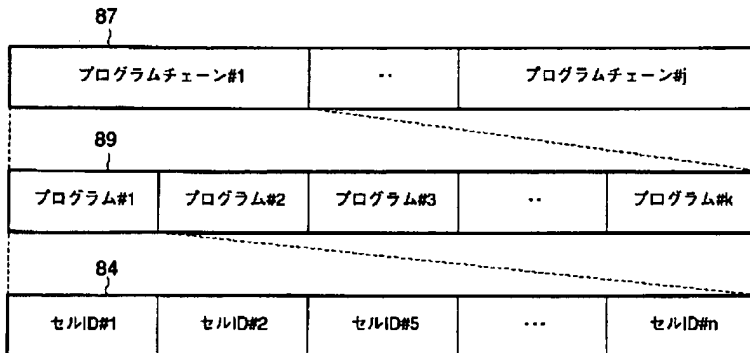 87
プログラムチェーン#1 ・・ プログラムチェーン#j
89
プログラム#1 プログラム#2 プログラム#3 ・・ プログラム#k
84
セルID#1 セルID#2 セルID#5 ・・・ セルID#n